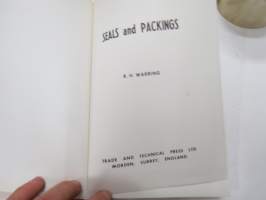 SEALS and PACKINGS
R. H. WARRING
TRADE AND TECHNICAL PRESS LTD
MORDEN, SURREY, ENGLAND